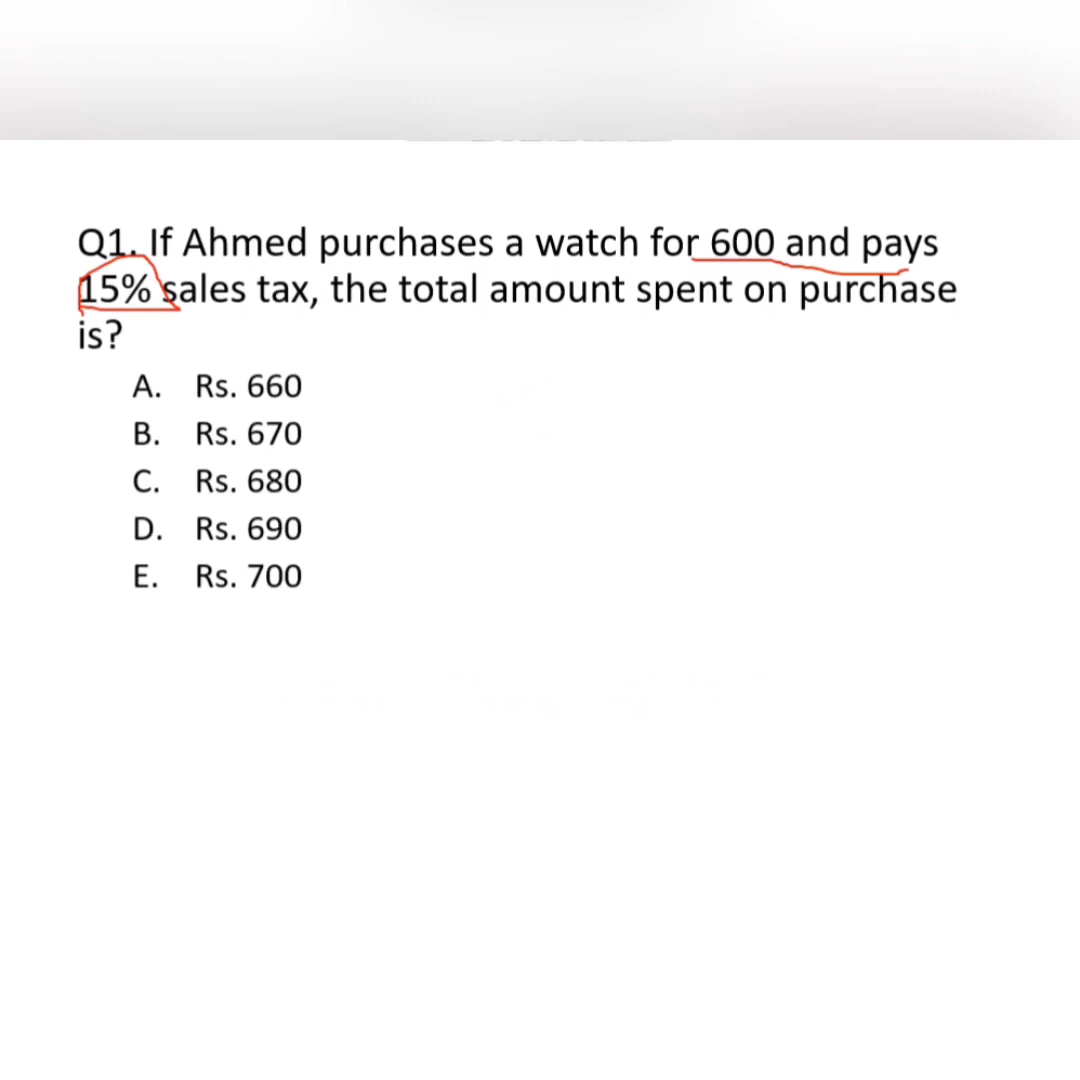 Q1. If Ahmed purchases a watch for 600 and pays
15% sales tax, the total amount spent on purchase
is?
A. Rs. 660
B. Rs. 670
C. Rs. 680
D. Rs. 690
E. Rs. 700